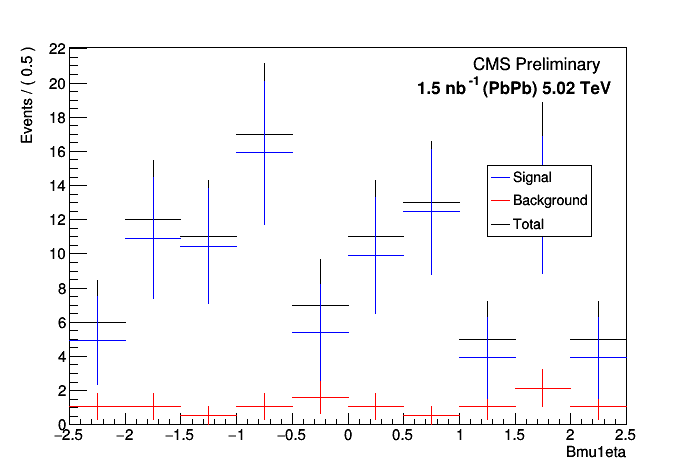 CMS Preliminary
1.5 nb⁻¹ (PbPb) 5.02 TeV
Events / ( 0.5 )
22
20
18
16
14
12
10
8
6
4
2
0
Signal
Background
Total
−2.5 −2 −1.5 −1 −0.5 0 0.5 1 1.5 2 2.5
Bmu1eta